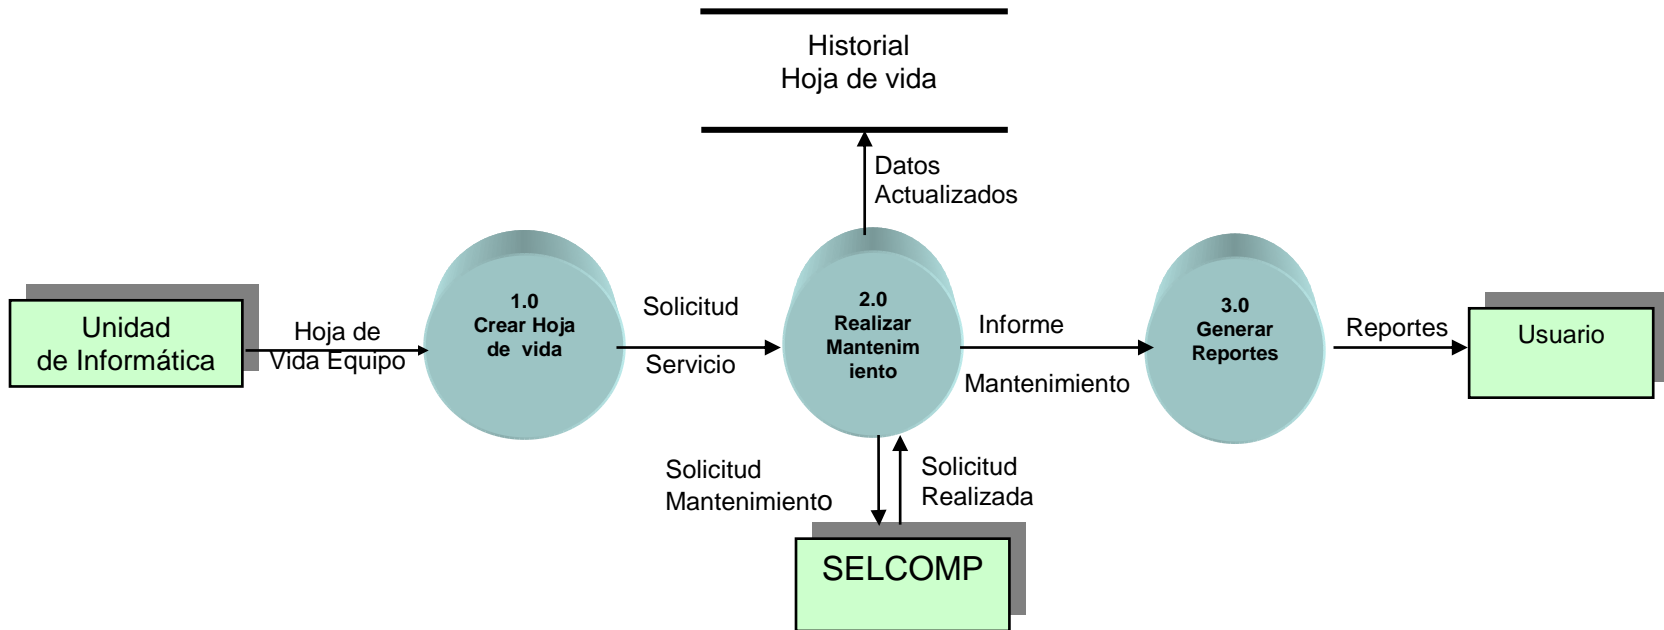 Historial
Hoja de vida
Datos
Actualizados
Unidad
de Informática
Hoja de
Vida Equipo
1.0
Crear Hoja
de vida
Solicitud
Servicio
2.0
Realizar
Mantenim
iento
Informe
Mantenimiento
3.0
Generar
Reportes
Reportes
Usuario
Solicitud
Mantenimiento
Solicitud
Realizada
SELCOMP